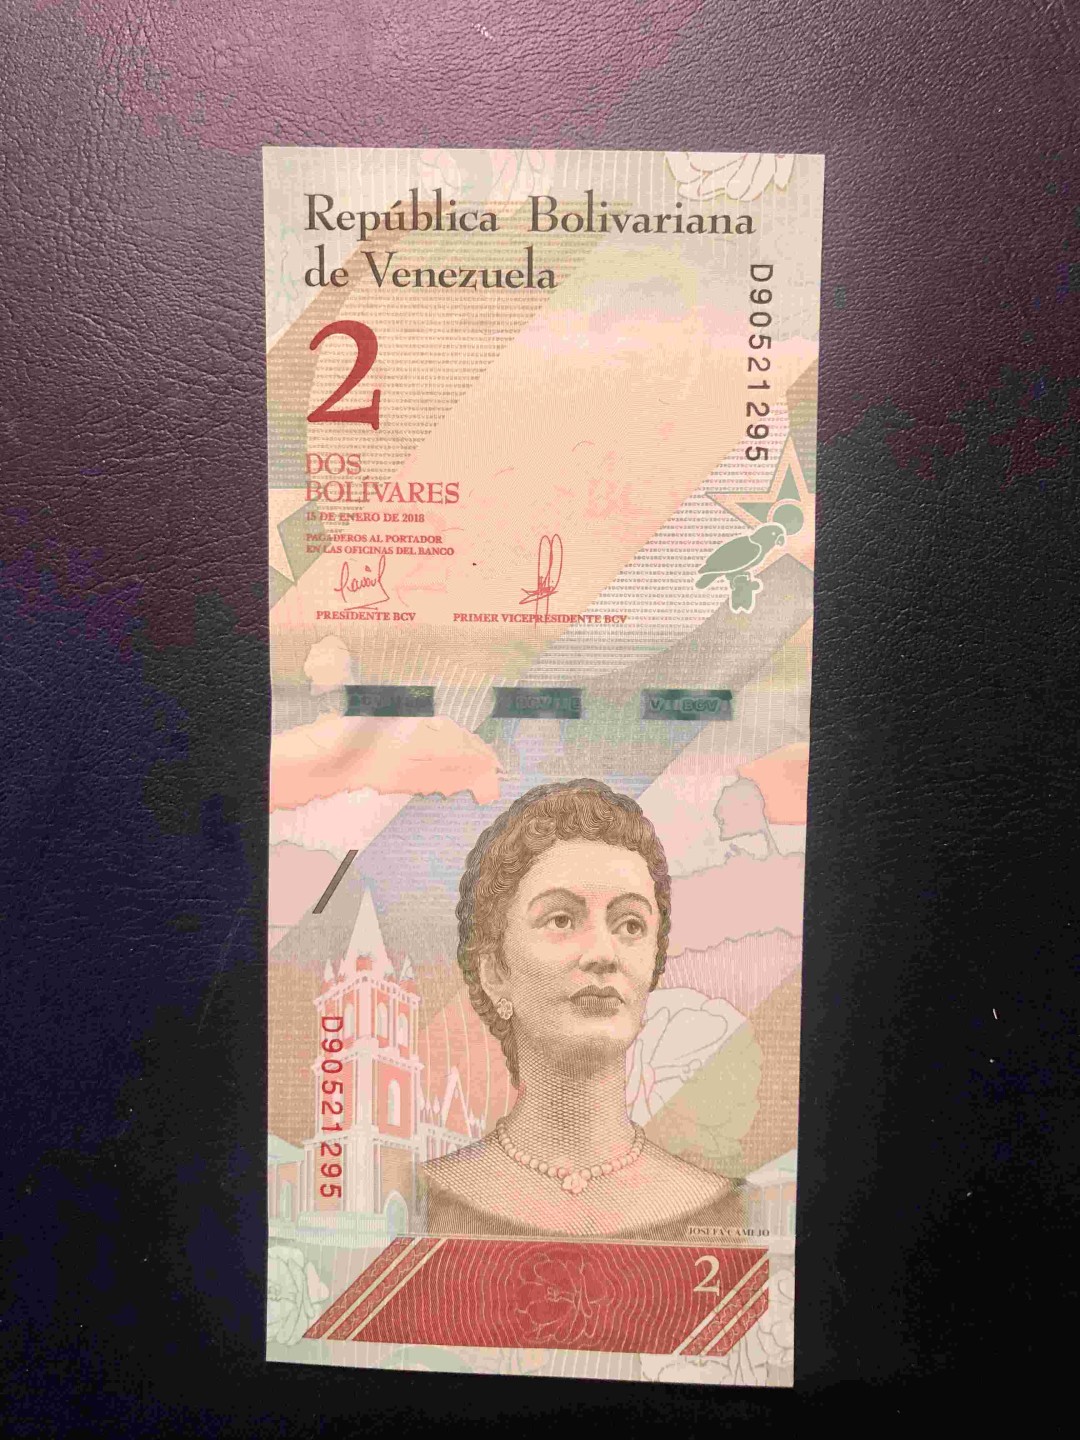 República Bolivariana
de Venezuela
D90521295
2
DOS
BOLÍVARES
15 DE ENERO DE 2018
PAGADEROS AL PORTADOR
EN LAS OFICINAS DEL BANCO
PRESIDENTE BCV
PRIMER VICEPRESIDENTE BCV
D90521295
JOSEFA CAMEJO
2